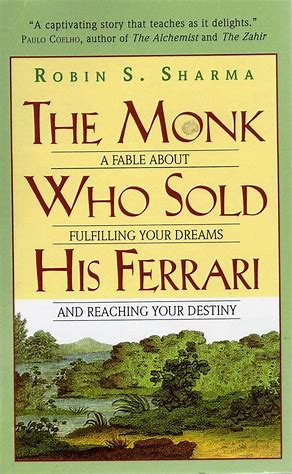 "A captivating story that teaches as it delights."
PAULO COELHO, author of The Alchemist and The Zahir
ROBIN S. SHARMA
THE MONK
A FABLE ABOUT
WHO SOLD
FULFILLING YOUR DREAMS
HIS FERRARI
AND REACHING YOUR DESTINY